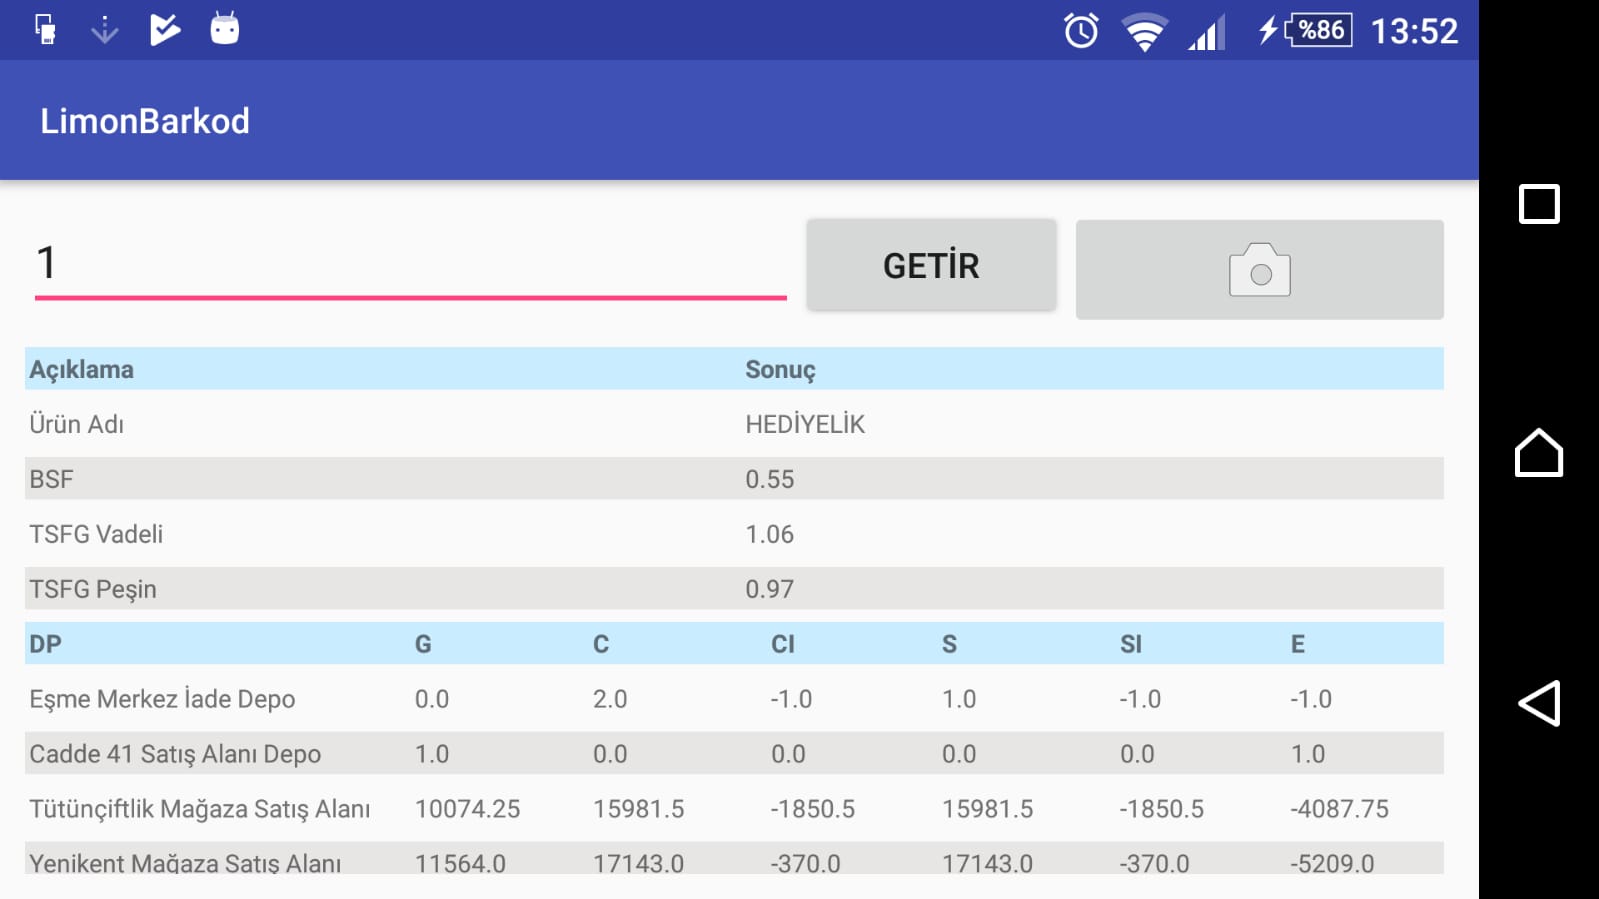 %86 13:52
LimonBarkod
1 GETİR
Açıklama Sonuç
Ürün Adı HEDİYELİK
BSF 0.55
TSFG Vadeli 1.06
TSFG Peşin 0.97
DP G C CI S SI E
Eşme Merkez İade Depo 0.0 2.0 -1.0 1.0 -1.0 -1.0
Cadde 41 Satış Alanı Depo 1.0 0.0 0.0 0.0 0.0 1.0
Tütünçiftlik Mağaza Satış Alanı 10074.25 15981.5 -1850.5 15981.5 -1850.5 -4087.75
Yenikent Mağaza Satış Alanı 11564.0 17143.0 -370.0 17143.0 -370.0 -5209.0